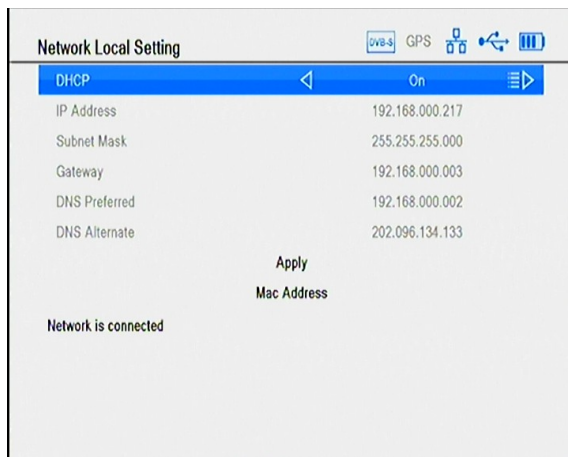 Network Local Setting DVB-S GPS
DHCP On
IP Address 192.168.000.217
Subnet Mask 255.255.255.000
Gateway 192.168.000.003
DNS Preferred 192.168.000.002
DNS Alternate 202.096.134.133
Apply
Mac Address
Network is connected